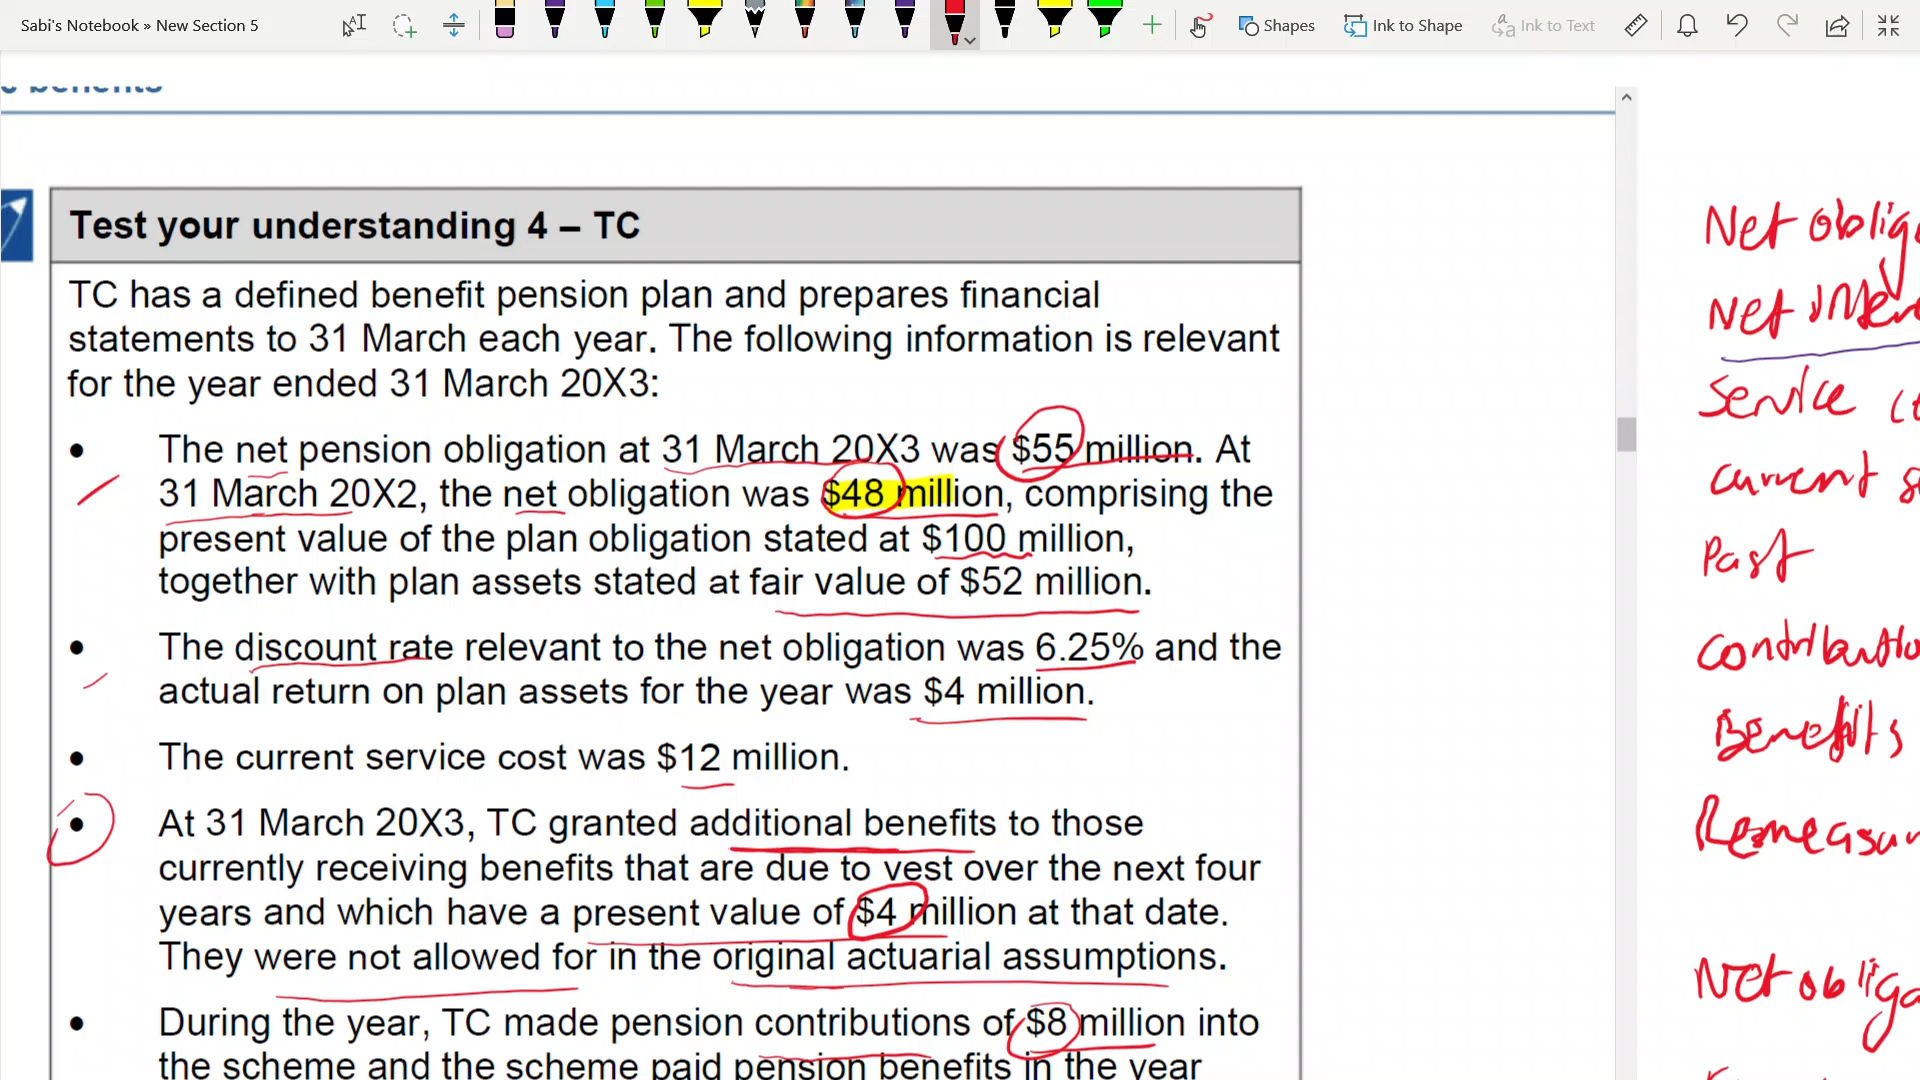 Sabi's Notebook » New Section 5
Shapes
Ink to Shape
Ink to Text
benefits
Test your understanding 4 – TC
TC has a defined benefit pension plan and prepares financial
statements to 31 March each year. The following information is relevant
for the year ended 31 March 20X3:
• The net pension obligation at 31 March 20X3 was $55 million. At
31 March 20X2, the net obligation was $48 million, comprising the
present value of the plan obligation stated at $100 million,
together with plan assets stated at fair value of $52 million.
• The discount rate relevant to the net obligation was 6.25% and the
actual return on plan assets for the year was $4 million.
• The current service cost was $12 million.
• At 31 March 20X3, TC granted additional benefits to those
currently receiving benefits that are due to vest over the next four
years and which have a present value of $4 million at that date.
They were not allowed for in the original actuarial assumptions.
• During the year, TC made pension contributions of $8 million into
the scheme and the scheme paid pension benefits in the year
Net oblig
Net inter
Service
current s
Past
contributio
Benefits
Remeasur
Net obliga